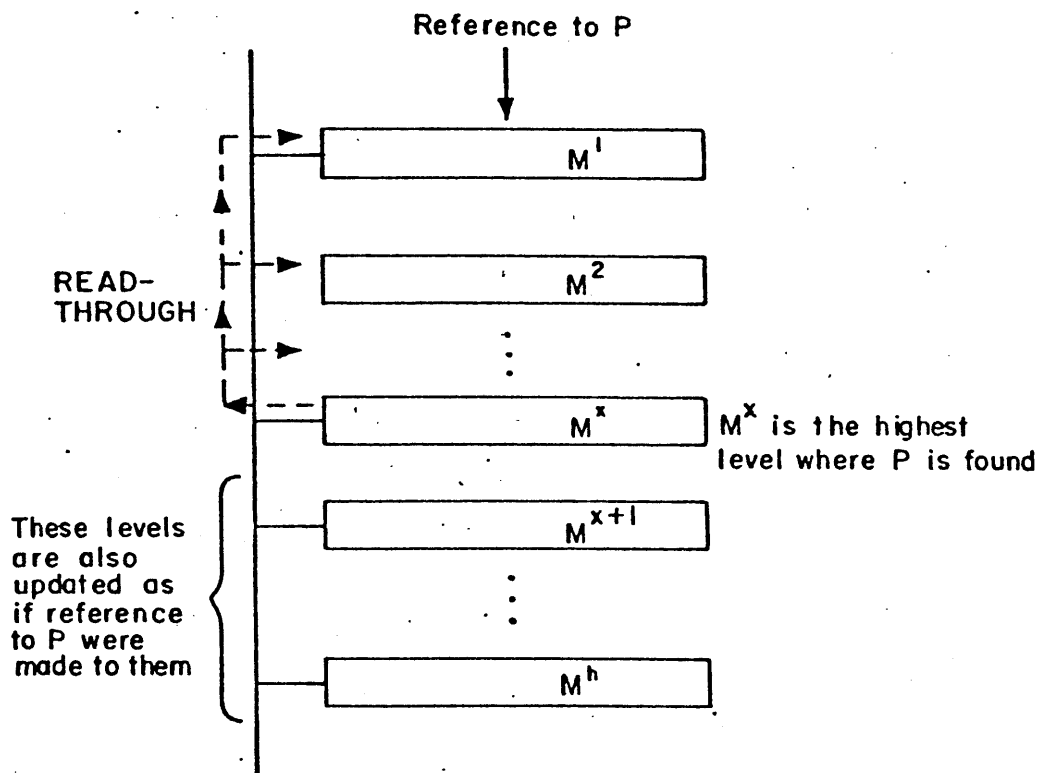 Reference to P
M¹
M²
READ-
THROUGH
Mˣ
Mˣ is the highest
level where P is found
Mˣ⁺¹
These levels
are also
updated as
if reference
to P were
made to them
Mʰ